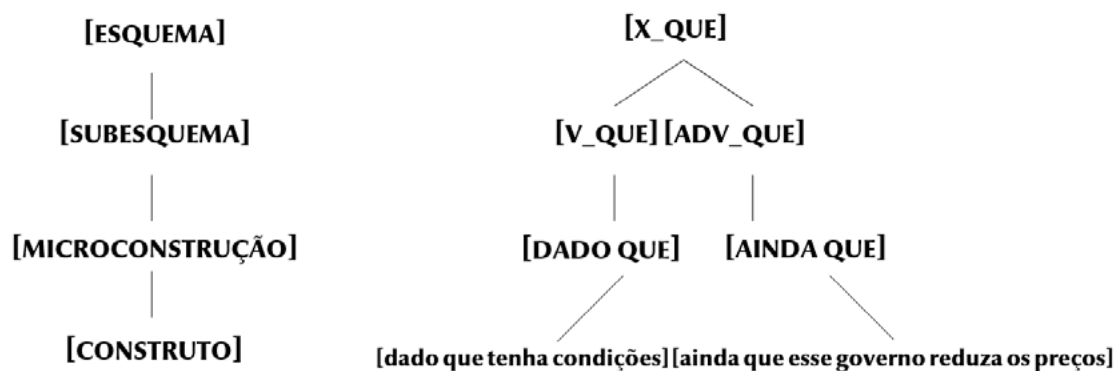 [ESQUEMA] [X_QUE]
[SUBESQUEMA] [V_QUE] [ADV_QUE]
[MICROCONSTRUÇÃO] [DADO QUE] [AINDA QUE]
[CONSTRUTO] [dado que tenha condições] [ainda que esse governo reduza os preços]